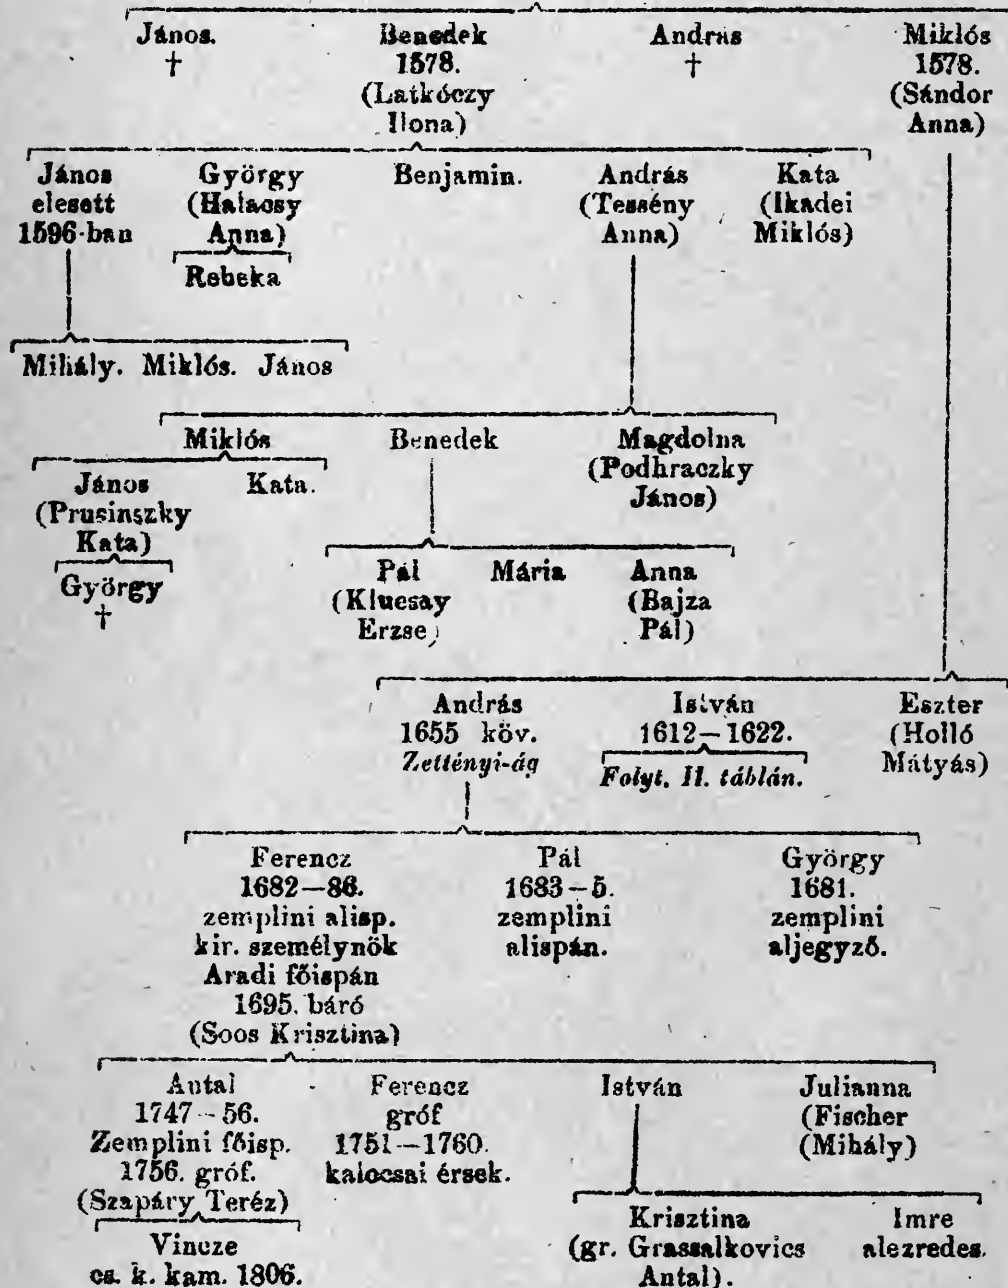 János. Benedek András Miklós
† 1578. † 1578.
(Latkóczy (Sándor
Ilona) Anna)
János György Benjamin. András Kata
elesett (Halacsy (Tessény (Ikadei
1596-ban Anna) Anna) Miklós)
Rebeka
Mihály. Miklós. János
Miklós Benedek Magdolna
(Podhraczky
János)
János Kata.
(Prusinszky
Kata)
György
†
Pál Mária Anna
(Klucsay (Bajza
Erzse) Pál)
András István Eszter
1655 köv. 1612–1622. (Holló
Zettényi-ág Folyt. II. táblán. Mátyás)
Ferencz Pál György
1682–86. 1683–5. 1681.
zemplini alisp. zemplini zemplini
kir. személynök alispán. aljegyző.
Aradi főispán
1695. báró
(Soos Krisztina)
Antal Ferencz István Julianna
1747–56. gróf (Fischer
Zemplini főisp. 1751–1760. (Mihály)
1756. gróf. kalocsai érsek.
(Szapáry Teréz)
Vincze
cs. k. kam. 1806.
Krisztina Imre
(gr. Grassalkovics alezredes.
Antal).